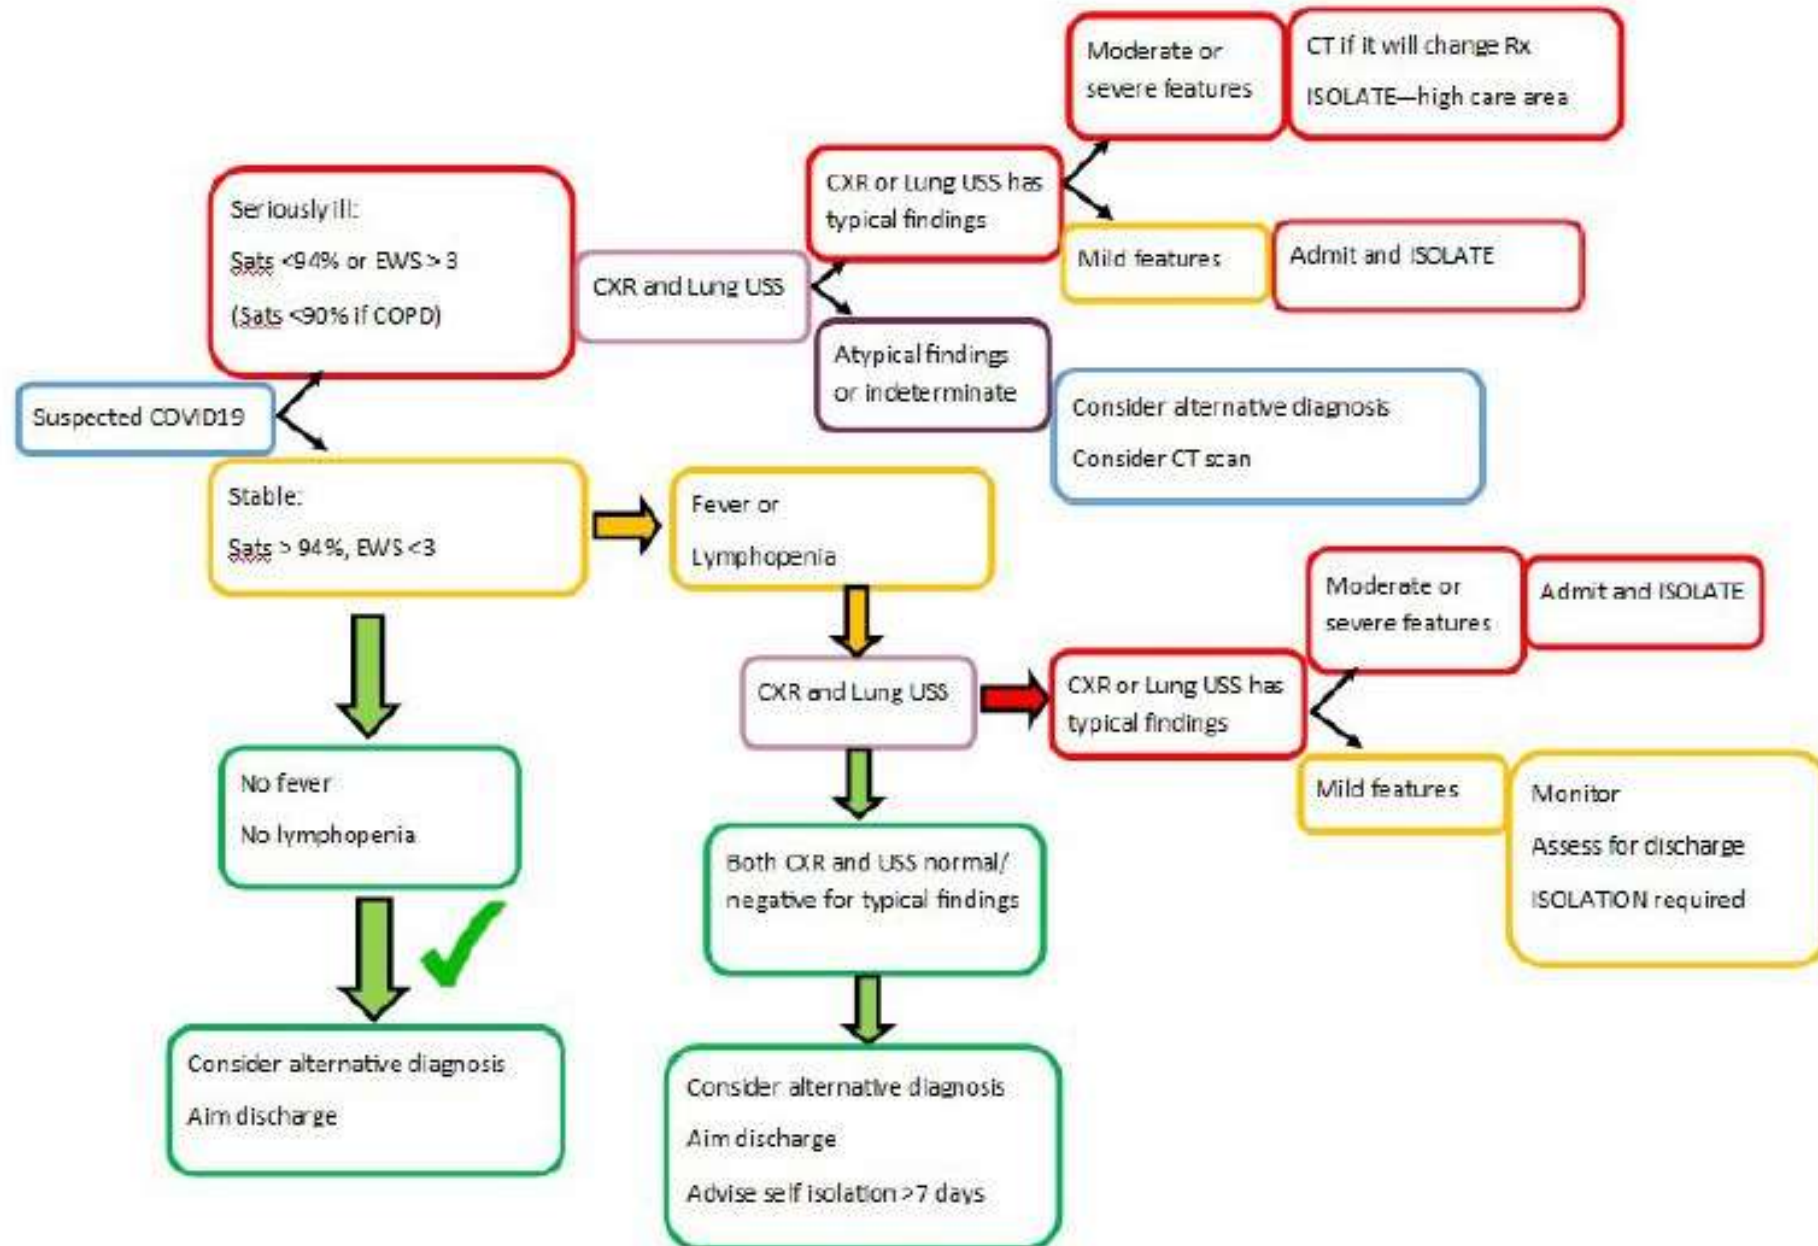 Suspected COVID19
Seriously ill:
Sats <94% or EWS > 3
(Sats <90% if COPD)
CXR and Lung USS
CXR or Lung USS has
typical findings
Moderate or
severe features
CT if it will change Rx
ISOLATE—high care area
Mild features
Admit and ISOLATE
Atypical findings
or indeterminate
Consider alternative diagnosis
Consider CT scan
Stable:
Sats > 94%, EWS <3
Fever or
Lymphopenia
CXR and Lung USS
CXR or Lung USS has
typical findings
Moderate or
severe features
Admit and ISOLATE
Mild features
Monitor
Assess for discharge
ISOLATION required
Both CXR and USS normal/
negative for typical findings
Consider alternative diagnosis
Aim discharge
Advise self isolation >7 days
No fever
No lymphopenia
Consider alternative diagnosis
Aim discharge